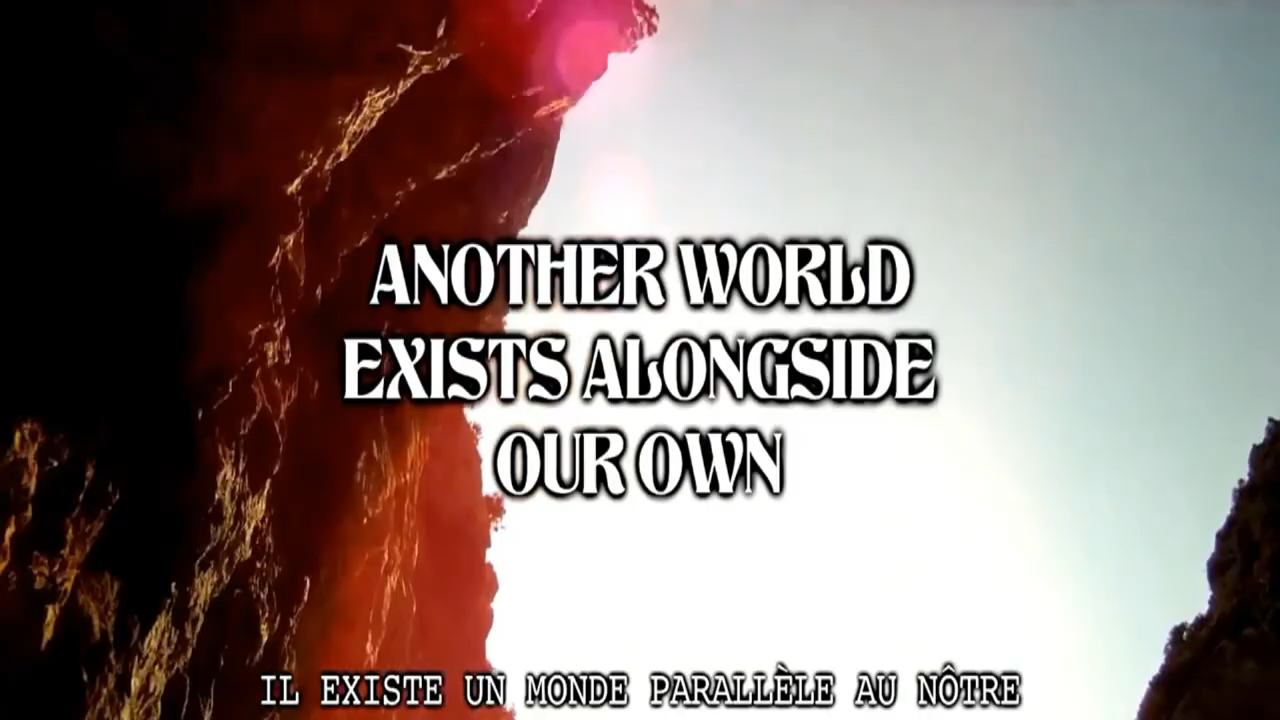 ANOTHER WORLD
EXISTS ALONGSIDE
OUR OWN
IL EXISTE UN MONDE PARALLÈLE AU NÔTRE